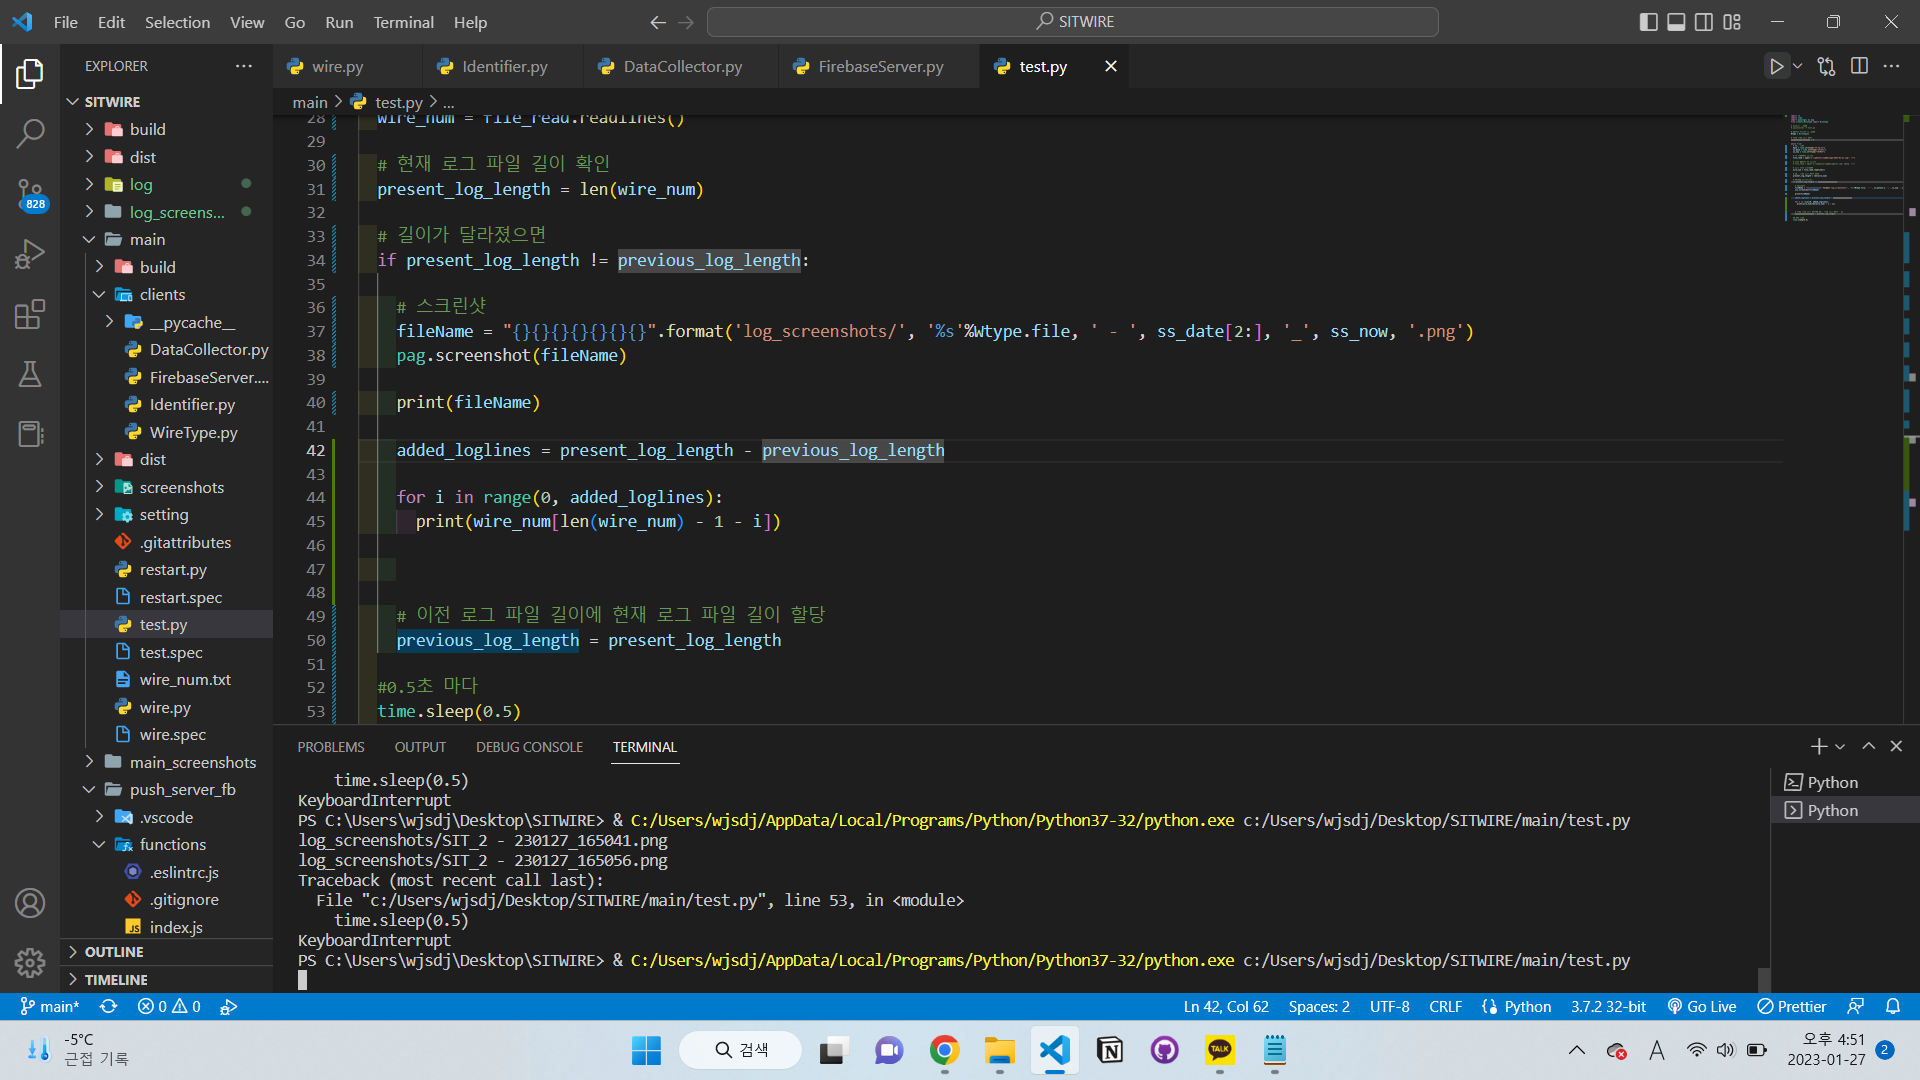 File Edit Selection View Go Run Terminal Help
SITWIRE
EXPLORER
wire.py
Identifier.py
DataCollector.py
FirebaseServer.py
test.py
main > test.py > ...
SITWIRE
build
dist
log
log_screens...
main
build
clients
__pycache__
DataCollector.py
FirebaseServer....
Identifier.py
WireType.py
dist
screenshots
setting
.gitattributes
restart.py
restart.spec
test.py
test.spec
wire_num.txt
wire.py
wire.spec
main_screenshots
push_server_fb
.vscode
functions
.eslintrc.js
.gitignore
index.js
OUTLINE
TIMELINE
828
28 wire_num = file_read.readlines()
29
30 # 현재 로그 파일 길이 확인
31 present_log_length = len(wire_num)
32
33 # 길이가 달라졌으면
34 if present_log_length != previous_log_length:
35
36 # 스크린샷
37 fileName = "{}{}{}{}{}{}{}".format('log_screenshots/', '%s'%Wtype.file, ' - ', ss_date[2:], '_', ss_now, '.png')
38 pag.screenshot(fileName)
39
40 print(fileName)
41
42 added_loglines = present_log_length - previous_log_length
43
44 for i in range(0, added_loglines):
45 print(wire_num[len(wire_num) - 1 - i])
46
47
48
49 # 이전 로그 파일 길이에 현재 로그 파일 길이 할당
50 previous_log_length = present_log_length
51
52 #0.5초 마다
53 time.sleep(0.5)
PROBLEMS OUTPUT DEBUG CONSOLE TERMINAL
time.sleep(0.5)
KeyboardInterrupt
PS C:\Users\wjsdj\Desktop\SITWIRE> & C:/Users/wjsdj/AppData/Local/Programs/Python/Python37-32/python.exe c:/Users/wjsdj/Desktop/SITWIRE/main/test.py
log_screenshots/SIT_2 - 230127_165041.png
log_screenshots/SIT_2 - 230127_165056.png
Traceback (most recent call last):
File "c:/Users/wjsdj/Desktop/SITWIRE/main/test.py", line 53, in <module>
time.sleep(0.5)
KeyboardInterrupt
PS C:\Users\wjsdj\Desktop\SITWIRE> & C:/Users/wjsdj/AppData/Local/Programs/Python/Python37-32/python.exe c:/Users/wjsdj/Desktop/SITWIRE/main/test.py
Python
Python
main* 0 0
Ln 42, Col 62 Spaces: 2 UTF-8 CRLF Python 3.7.2 32-bit Go Live Prettier
-5°C
근접 기록
검색
TALK
A
오후 4:51
2023-01-27
2